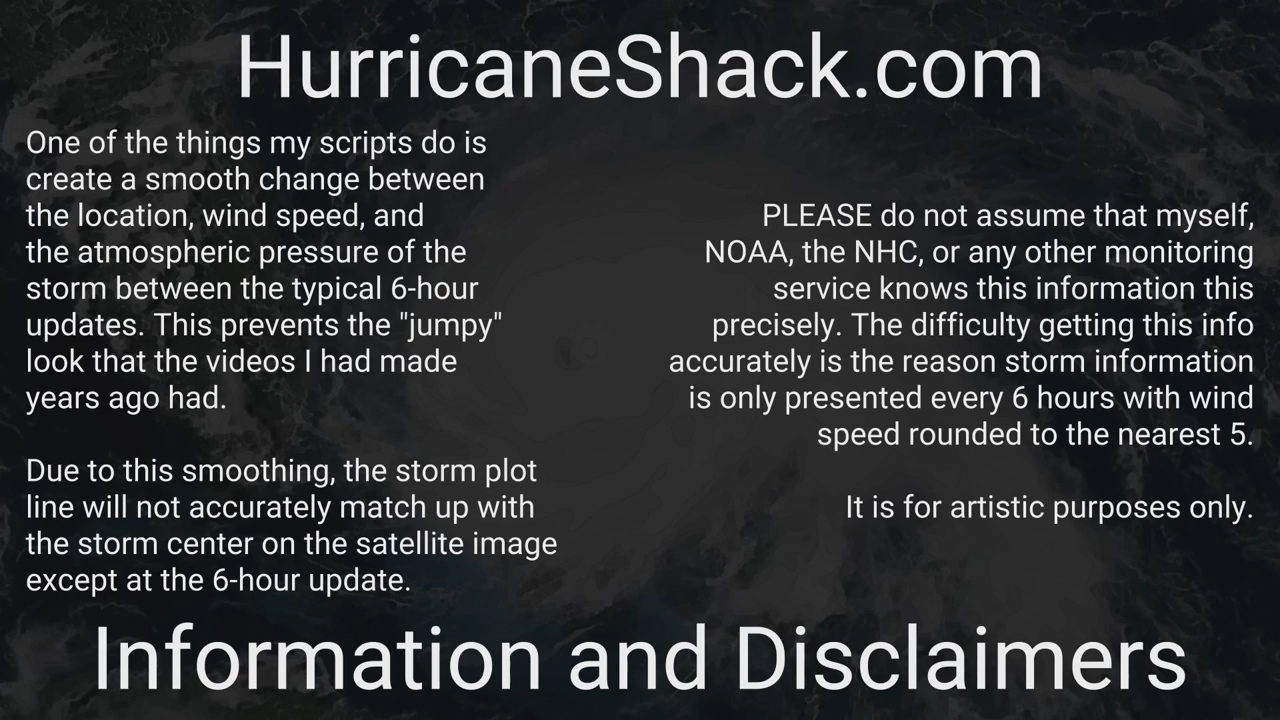 HurricaneShack.com
One of the things my scripts do is
create a smooth change between
the location, wind speed, and
the atmospheric pressure of the
storm between the typical 6-hour
updates. This prevents the "jumpy"
look that the videos I had made
years ago had.
Due to this smoothing, the storm plot
line will not accurately match up with
the storm center on the satellite image
except at the 6-hour update.
PLEASE do not assume that myself,
NOAA, the NHC, or any other monitoring
service knows this information this
precisely. The difficulty getting this info
accurately is the reason storm information
is only presented every 6 hours with wind
speed rounded to the nearest 5.
It is for artistic purposes only.
Information and Disclaimers